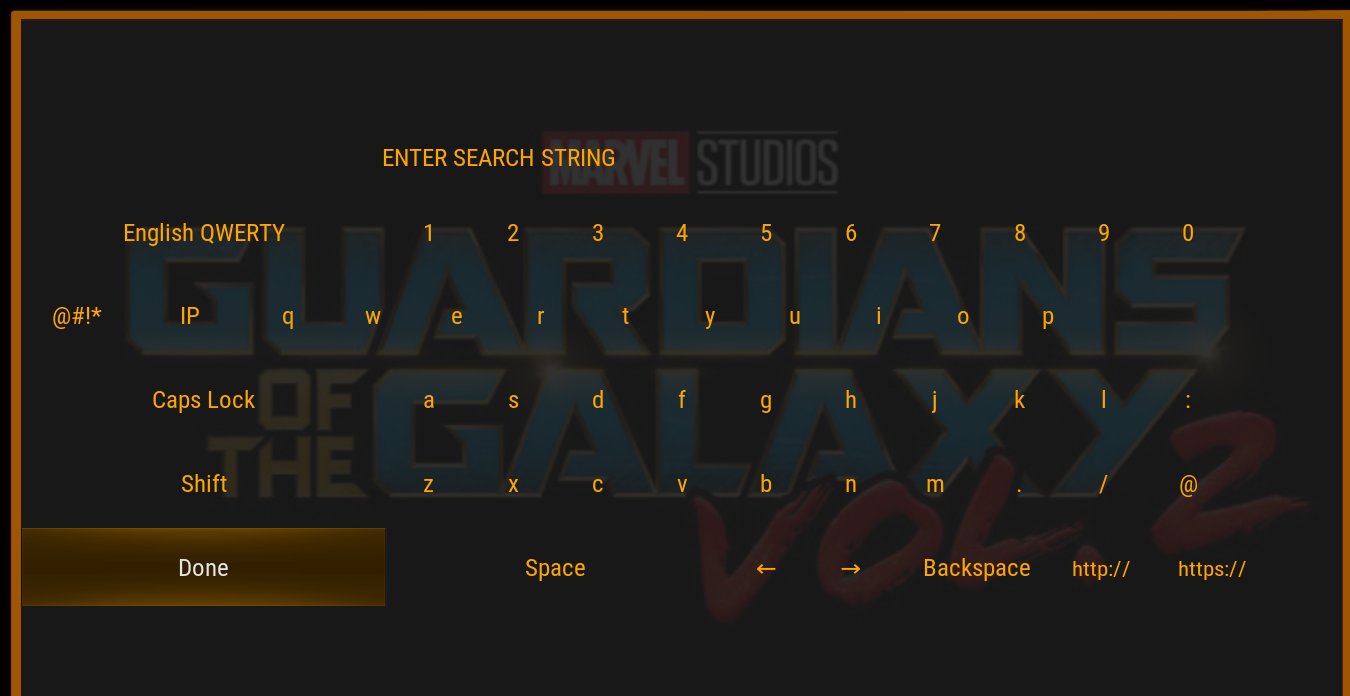 MARVEL STUDIOS
ENTER SEARCH STRING
English QWERTY 1 2 3 4 5 6 7 8 9 0
GUARDIANS
@#!* IP q w e r t y u i o p
OF THE GALAXY
Caps Lock a s d f g h j k l :
VOL. 2
Shift z x c v b n m . / @
Done Space ← → Backspace http:// https://